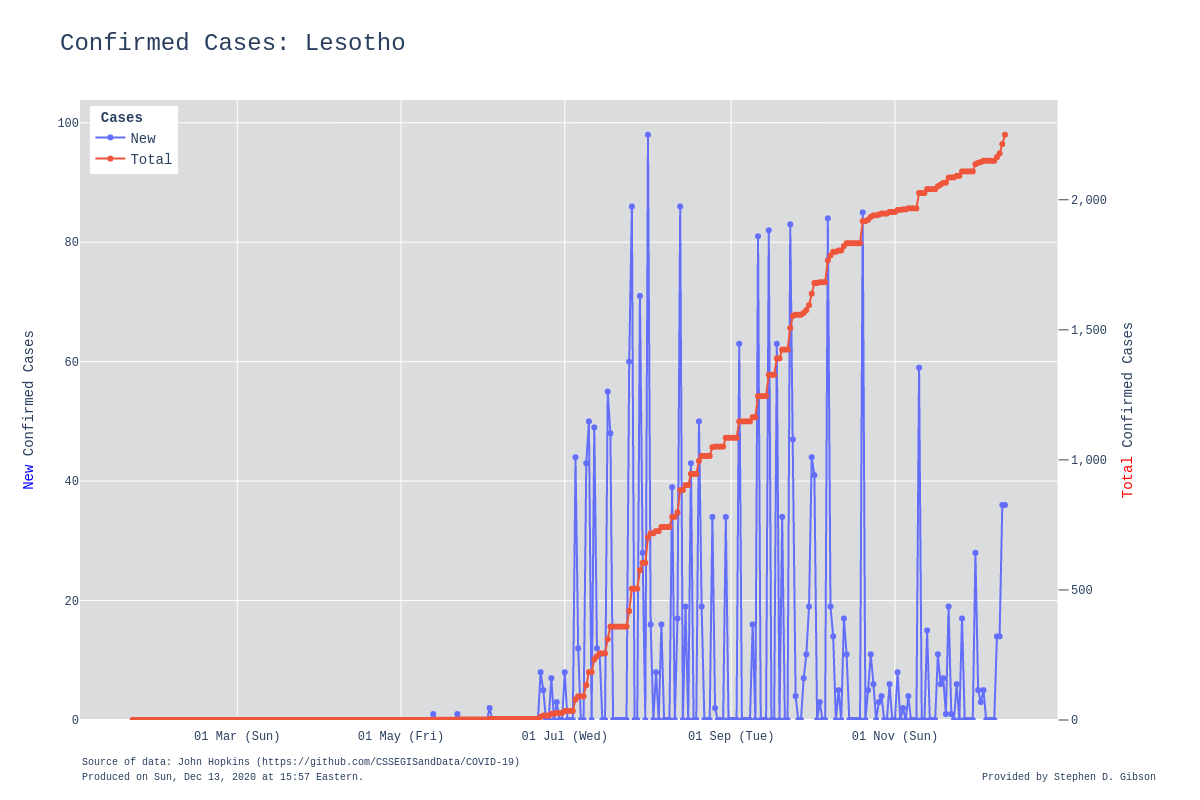 Confirmed Cases: Lesotho
Cases
New
Total
100
80
60
40
20
0
2,000
1,500
1,000
500
0
New Confirmed Cases
Total Confirmed Cases
01 Mar (Sun)
01 May (Fri)
01 Jul (Wed)
01 Sep (Tue)
01 Nov (Sun)
Source of data: John Hopkins (https://github.com/CSSEGISandData/COVID-19)
Produced on Sun, Dec 13, 2020 at 15:57 Eastern.
Provided by Stephen D. Gibson